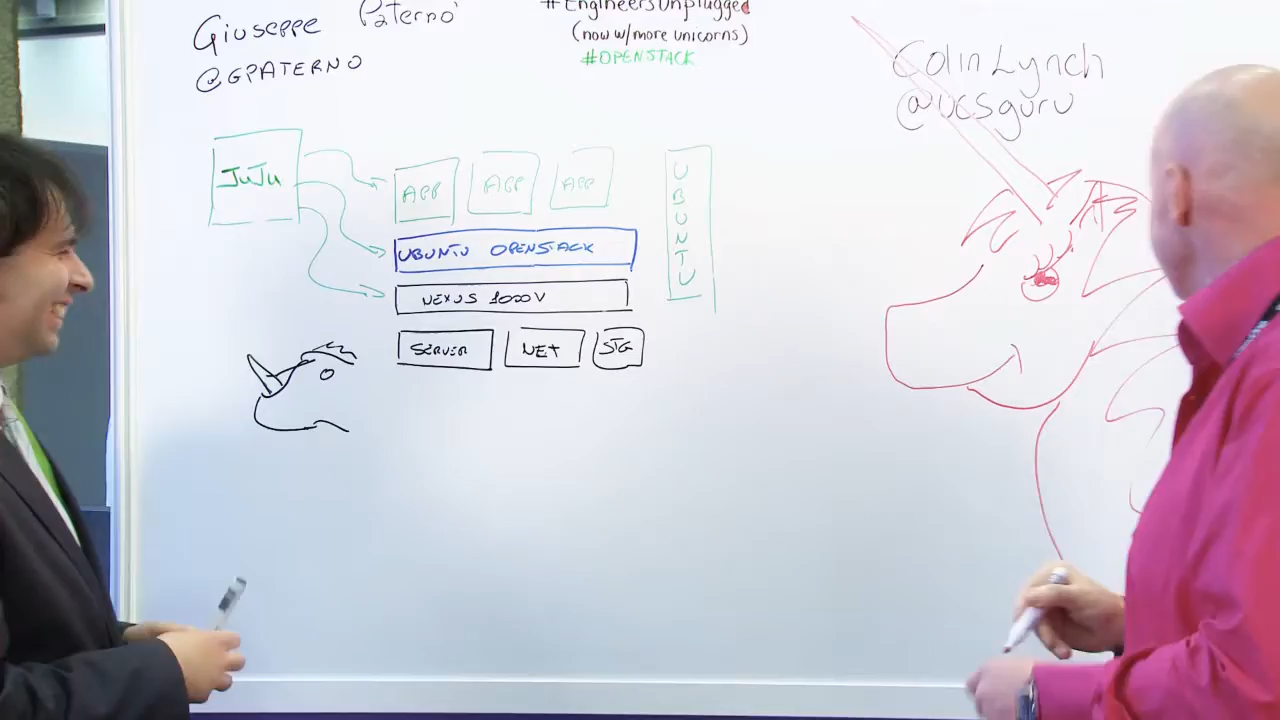 Giuseppe Paterno'
@GPATERNO
#EngineersUnplugged
(now w/more unicorns)
#OPENSTACK
Colin Lynch
@UCSguru
JuJu
APP APP APP
UBUNTU OPENSTACK
NEXUS 1000V
SERVER NET STG
UBUNTU